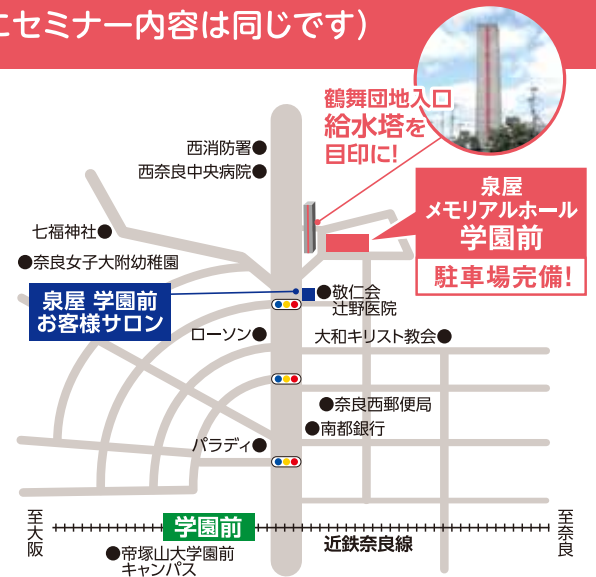 にセミナー内容は同じです）
鶴舞団地入口
給水塔を
目印に!
西消防署●
西奈良中央病院●
泉屋
メモリアルホール
学園前
駐車場完備!
七福神社●
●奈良女子大附幼稚園
泉屋 学園前
お客様サロン
●敬仁会
辻野医院
ローソン●
大和キリスト教会●
●奈良西郵便局
●南都銀行
パラディ●
至大阪
学園前
近鉄奈良線
至奈良
●帝塚山大学園前
キャンパス